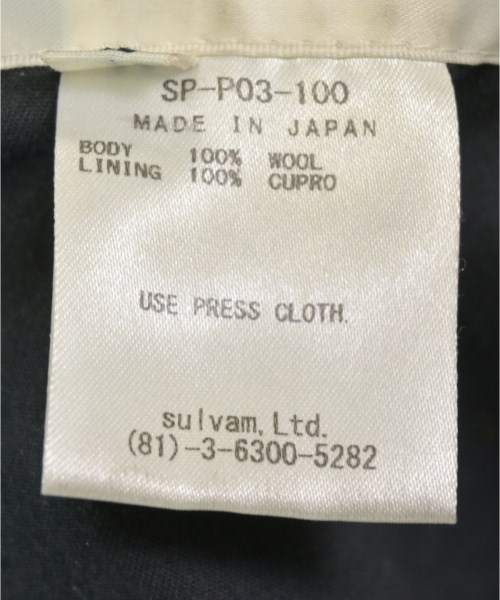 SP-P03-100
MADE IN JAPAN
BODY 100% WOOL
LINING 100% CUPRO
USE PRESS CLOTH.
sulvam, Ltd.
(81)-3-6300-5282